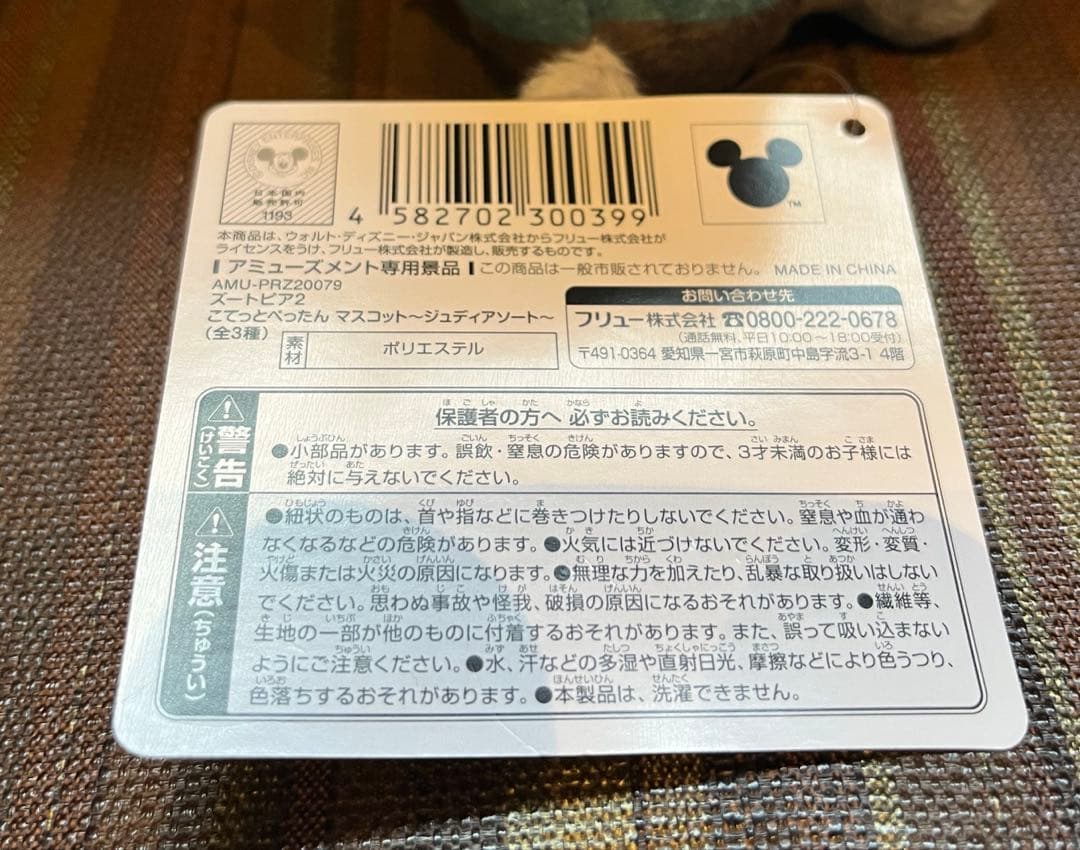 日本国内
販売許可
1193
4 582702 300399
TM
本商品は、ウォルト・ディズニー・ジャパン株式会社からフリュー株式会社が
ライセンスをうけ、フリュー株式会社が製造し、販売するものです。
アミューズメント専用景品 この商品は一般市販されておりません。 MADE IN CHINA
AMU-PRZ20079
ズートピア2
こてっとぺったん マスコット～ジュディアソート～
(全3種)
素材 ポリエステル
お問い合わせ先
フリュー株式会社 ☎0800-222-0678
(通話無料、平日10:00～18:00受付)
〒491-0364 愛知県一宮市萩原町中島字流3-1 4階
警告(けいこく)
保護者の方へ 必ずお読みください。
●小部品があります。誤飲・窒息の危険がありますので、3才未満のお子様には
絶対に与えないでください。
注意(ちゅうい)
●紐状のものは、首や指などに巻きつけたりしないでください。窒息や血が通わ
なくなるなどの危険があります。●火気には近づけないでください。変形・変質・
火傷または火災の原因になります。●無理な力を加えたり、乱暴な取り扱いはしない
でください。思わぬ事故や怪我、破損の原因になるおそれがあります。●繊維等、
生地の一部が他のものに付着するおそれがあります。また、誤って吸い込まない
ようにご注意ください。●水、汗などの多湿や直射日光、摩擦などにより色うつり、
色落ちするおそれがあります。●本製品は、洗濯できません。